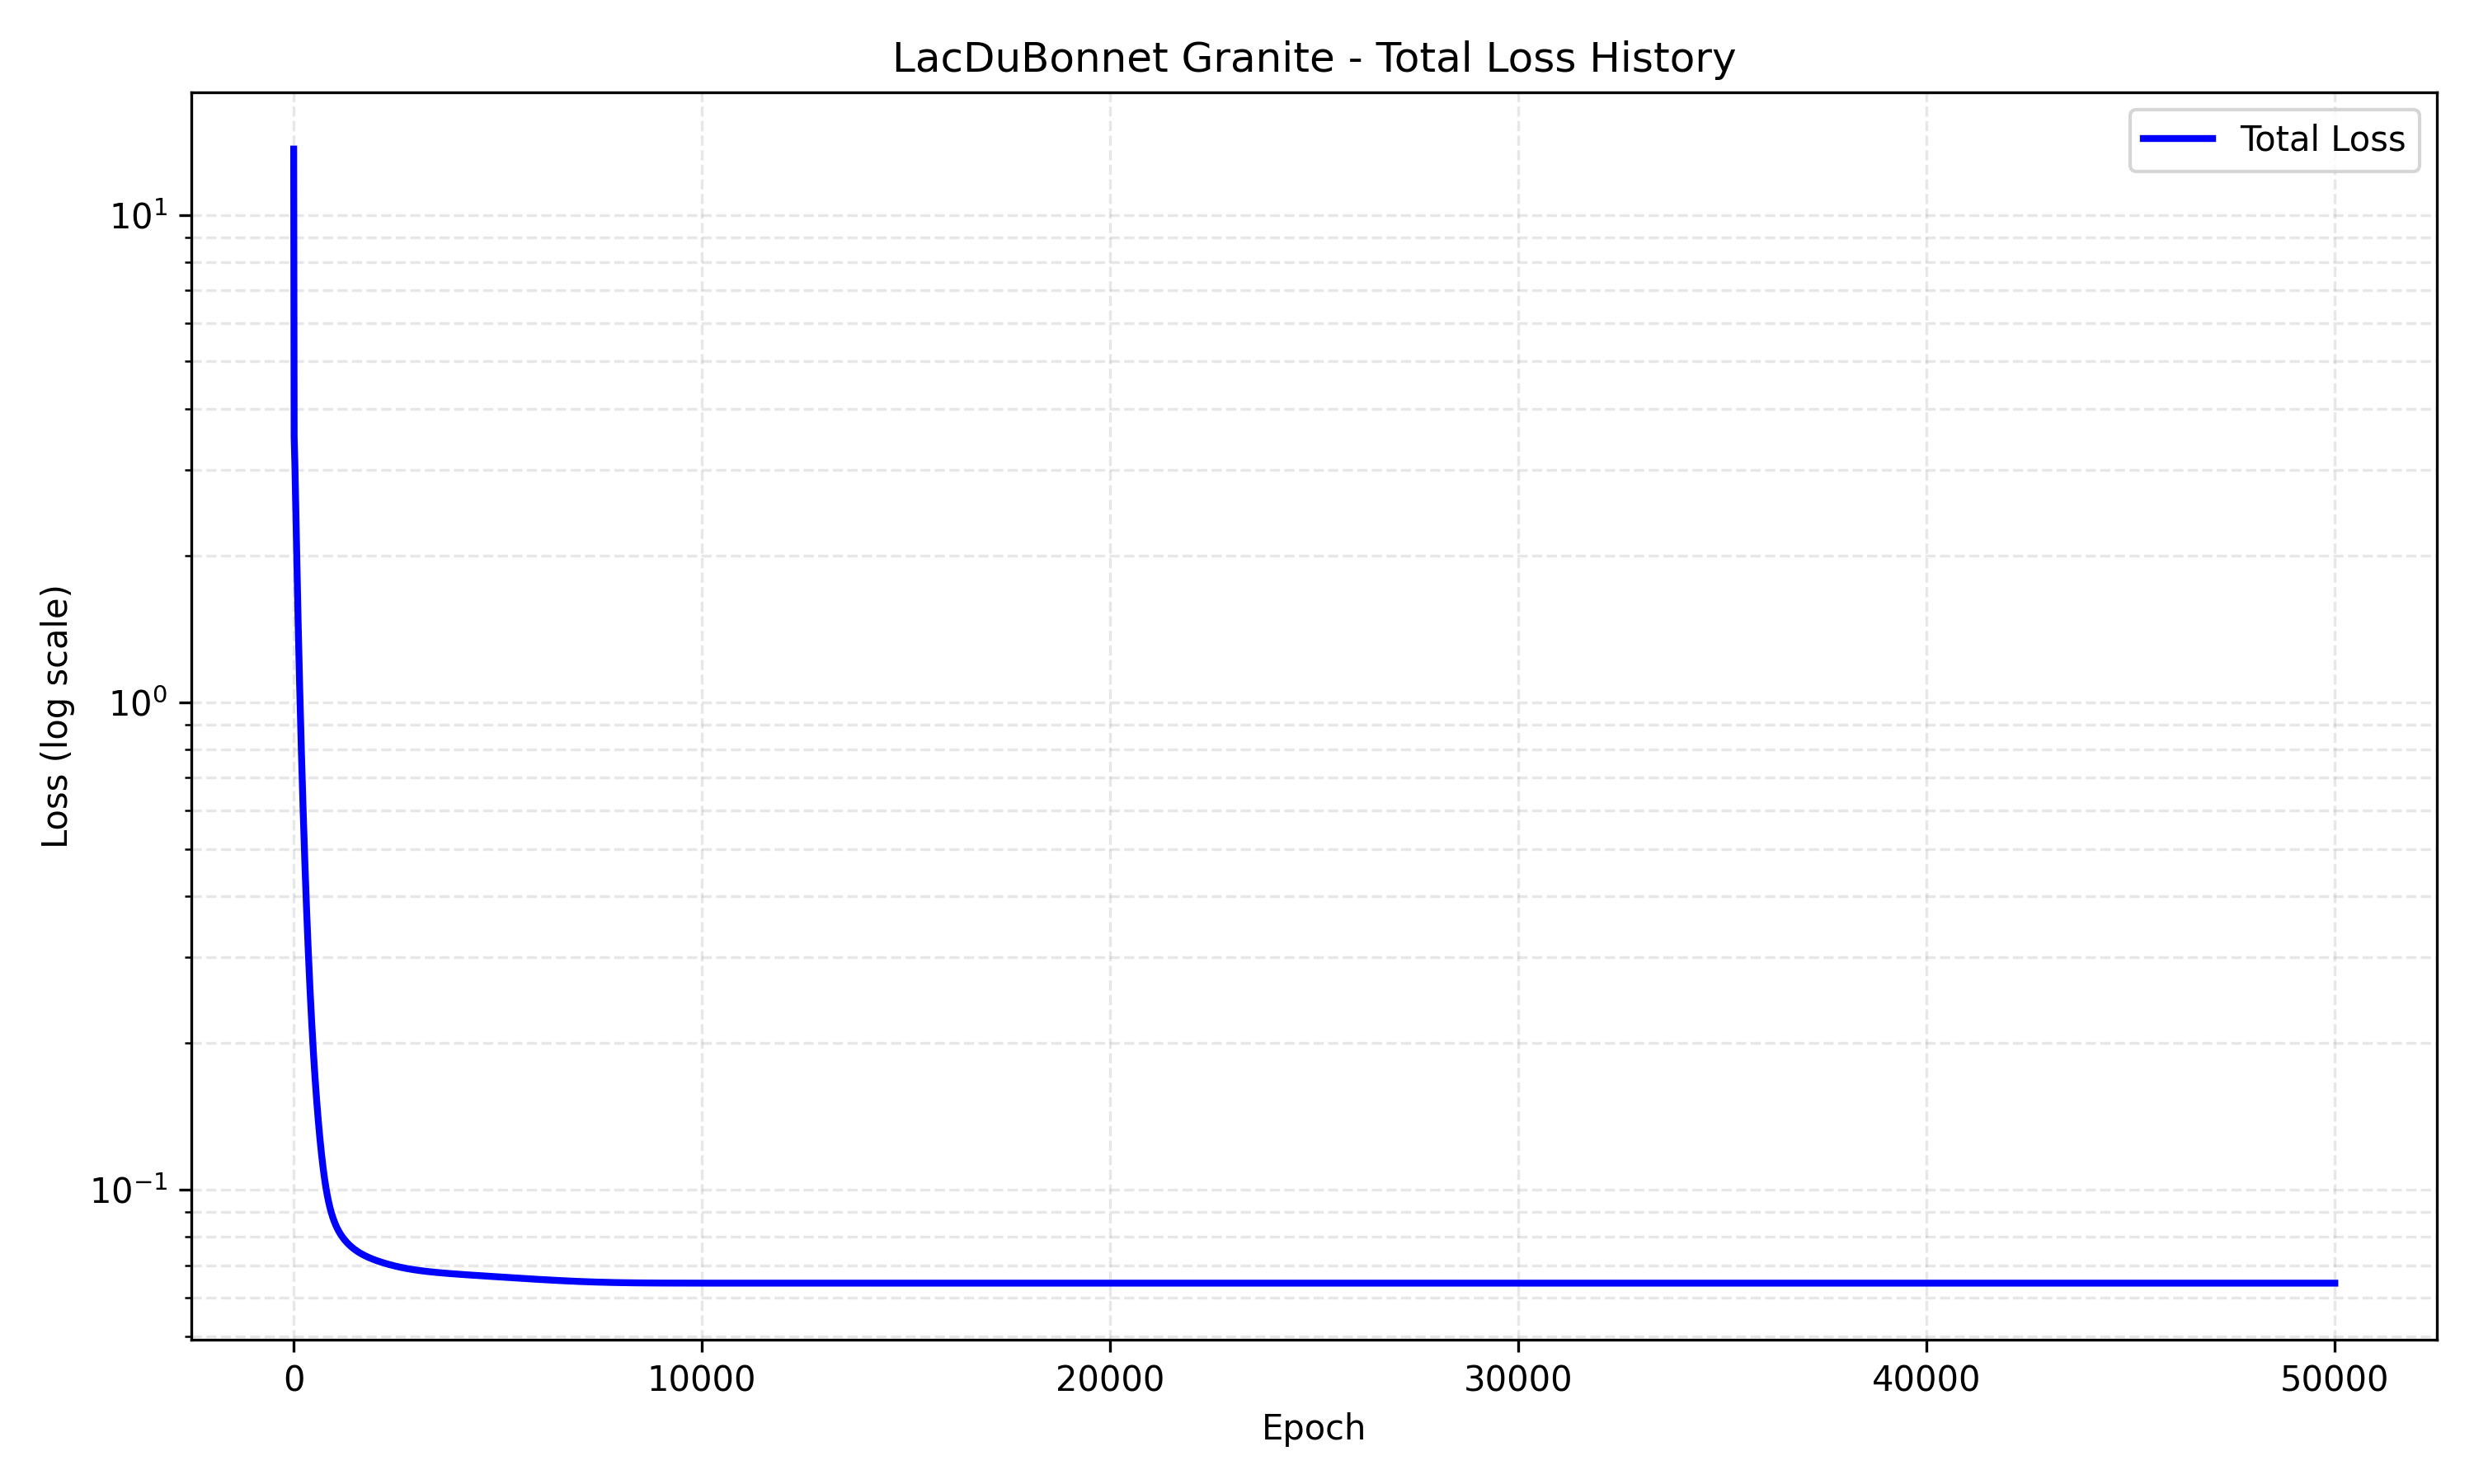 LacDuBonnet Granite - Total Loss History
Total Loss
Loss (log scale)
10¹
10⁰
10⁻¹
0 10000 20000 30000 40000 50000
Epoch